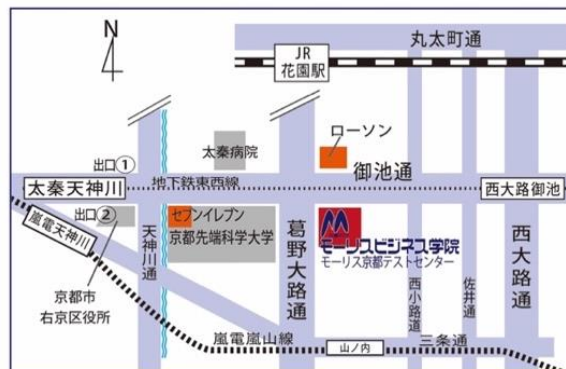 N
丸太町通
JR
花園駅
ローソン
太秦病院
出口①
御池通
地下鉄東西線
太秦天神川
西大路御池
嵐電天神川
出口②
セブンイレブン
京都先端科学大学
モーリスビジネス学院
モーリス京都テストセンター
天神川通
葛野大路通
西小路通
佐井通
西大路通
京都市
右京区役所
嵐電嵐山線
山ノ内
三条通